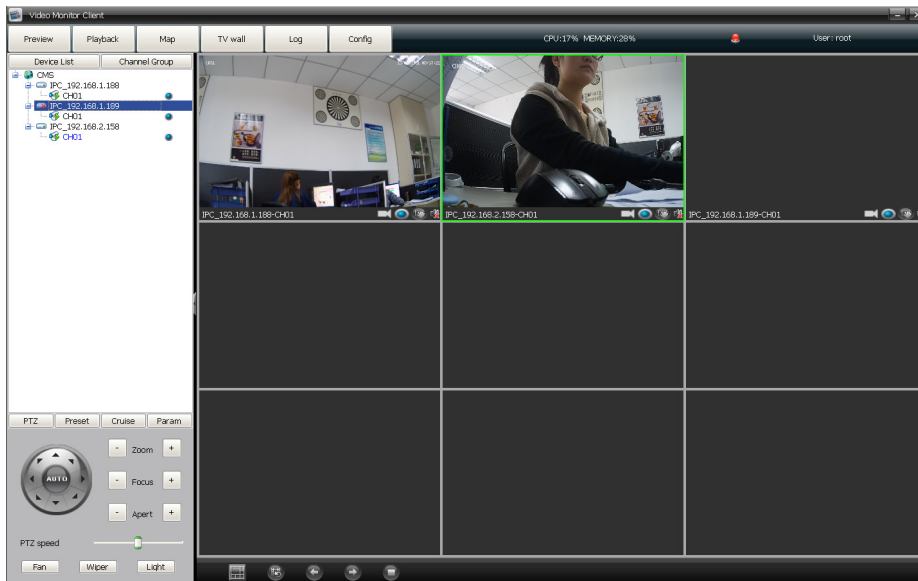 Video Monitor Client
Preview Playback Map TV wall Log Config CPU:17% MEMORY:28% User: root
Device List Channel Group
CMS
IPC_192.168.1.188
CH01
IPC_192.168.1.189
CH01
IPC_192.168.2.158
CH01
IPC_192.168.1.188-CH01 IPC_192.168.2.158-CH01 IPC_192.168.1.189-CH01
PTZ Preset Cruise Param
- Zoom +
AUTO
- Focus +
- Apert +
PTZ speed
Fan Wiper Light